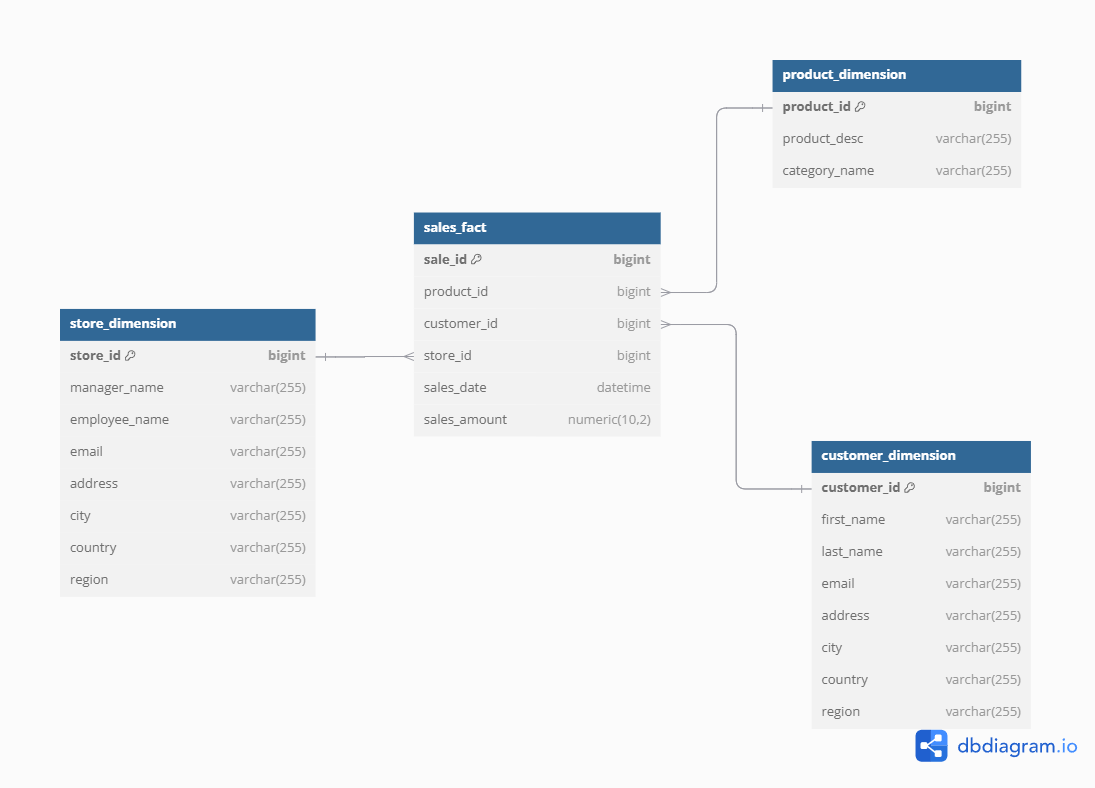 product_dimension
product_id bigint
product_desc varchar(255)
category_name varchar(255)
sales_fact
sale_id bigint
product_id bigint
customer_id bigint
store_id bigint
sales_date datetime
sales_amount numeric(10,2)
store_dimension
store_id bigint
manager_name varchar(255)
employee_name varchar(255)
email varchar(255)
address varchar(255)
city varchar(255)
country varchar(255)
region varchar(255)
customer_dimension
customer_id bigint
first_name varchar(255)
last_name varchar(255)
email varchar(255)
address varchar(255)
city varchar(255)
country varchar(255)
region varchar(255)
dbdiagram.io